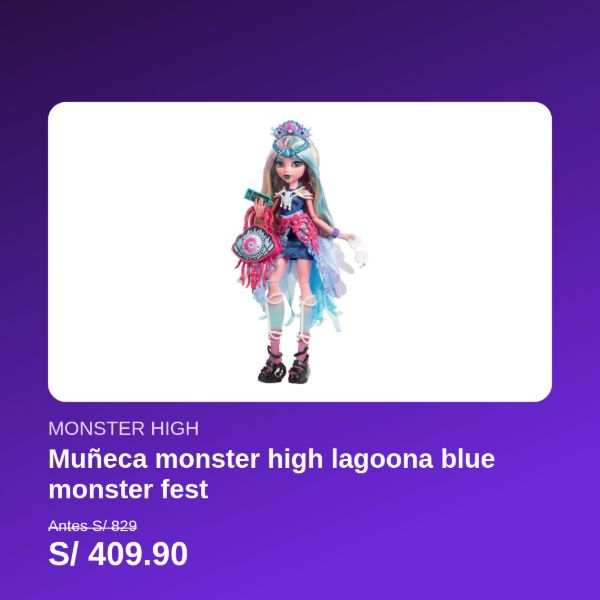 MONSTER HIGH
Muñeca monster high lagoona blue
monster fest
Antes S/ 829
S/ 409.90